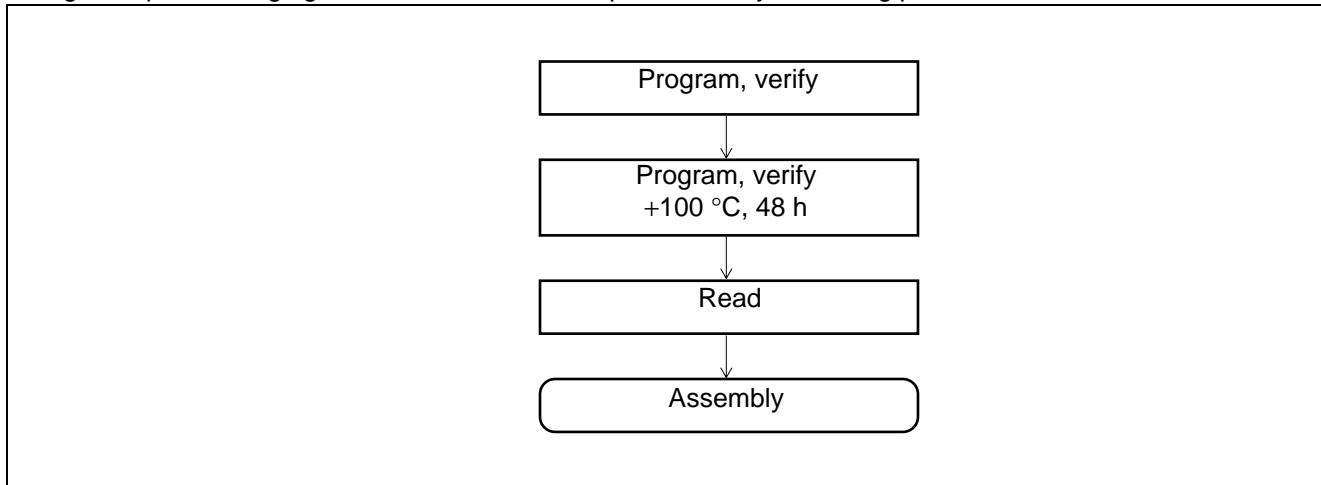 Program, verify
Program, verify
+100 °C, 48 h
Read
Assembly